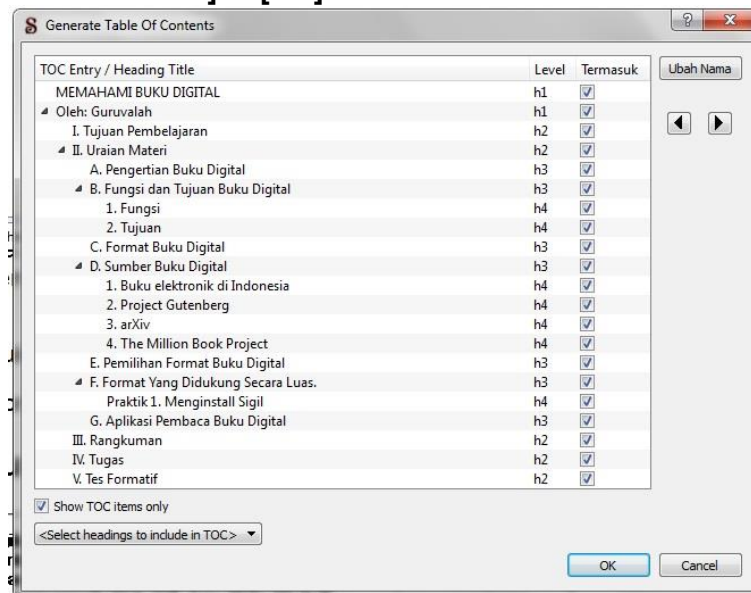 Generate Table Of Contents
TOC Entry / Heading Title Level Termasuk Ubah Nama
MEMAHAMI BUKU DIGITAL h1
Oleh: Guruvalah h1
I. Tujuan Pembelajaran h2
II. Uraian Materi h2
A. Pengertian Buku Digital h3
B. Fungsi dan Tujuan Buku Digital h3
1. Fungsi h4
2. Tujuan h4
C. Format Buku Digital h3
D. Sumber Buku Digital h3
1. Buku elektronik di Indonesia h4
2. Project Gutenberg h4
3. arXiv h4
4. The Million Book Project h4
E. Pemilihan Format Buku Digital h3
F. Format Yang Didukung Secara Luas. h3
Praktik 1. Menginstall Sigil h4
G. Aplikasi Pembaca Buku Digital h3
III. Rangkuman h2
IV. Tugas h2
V. Tes Formatif h2
Show TOC items only
<Select headings to include in TOC>
OK Cancel